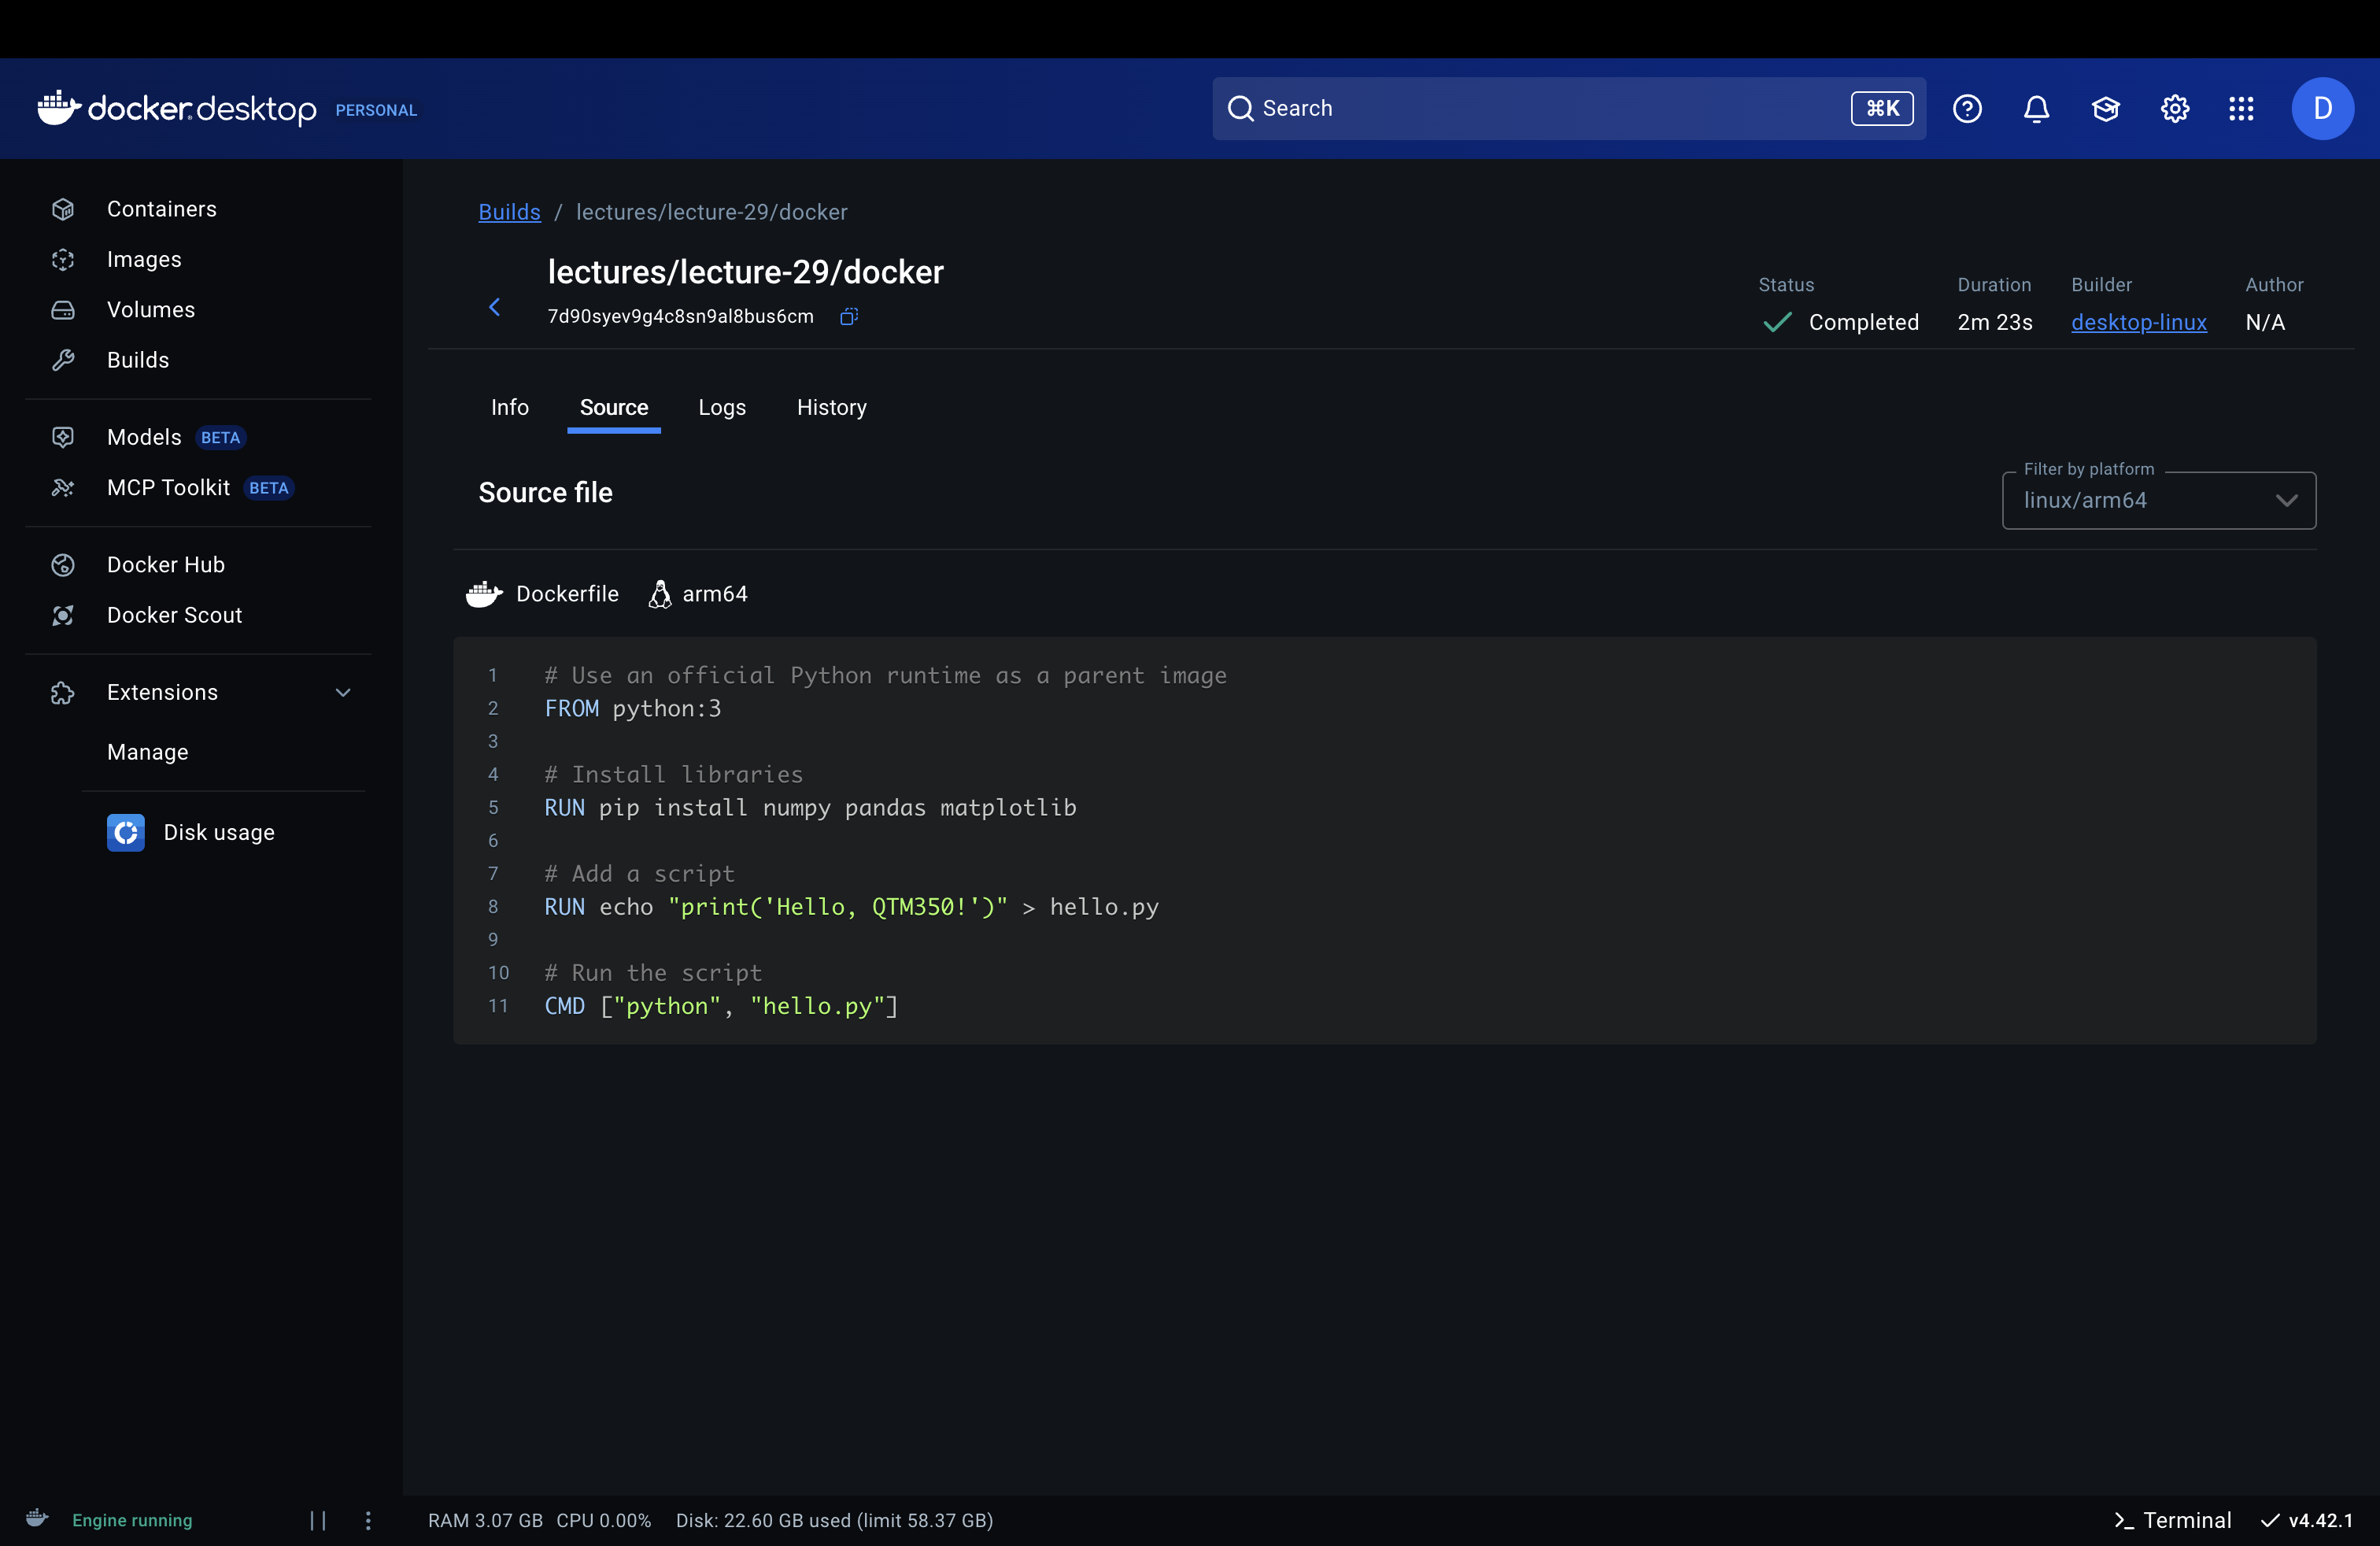 docker desktop PERSONAL
Search ⌘K
D
Containers
Images
Volumes
Builds
Models BETA
MCP Toolkit BETA
Docker Hub
Docker Scout
Extensions
Manage
Disk usage
Builds / lectures/lecture-29/docker
lectures/lecture-29/docker
7d90syev9g4c8sn9al8bus6cm
Status Duration Builder Author
Completed 2m 23s desktop-linux N/A
Info Source Logs History
Source file
Filter by platform
linux/arm64
Dockerfile arm64
1 # Use an official Python runtime as a parent image
2 FROM python:3
3
4 # Install libraries
5 RUN pip install numpy pandas matplotlib
6
7 # Add a script
8 RUN echo "print('Hello, QTM350!')" > hello.py
9
10 # Run the script
11 CMD ["python", "hello.py"]
Engine running
RAM 3.07 GB CPU 0.00% Disk: 22.60 GB used (limit 58.37 GB)
Terminal v4.42.1